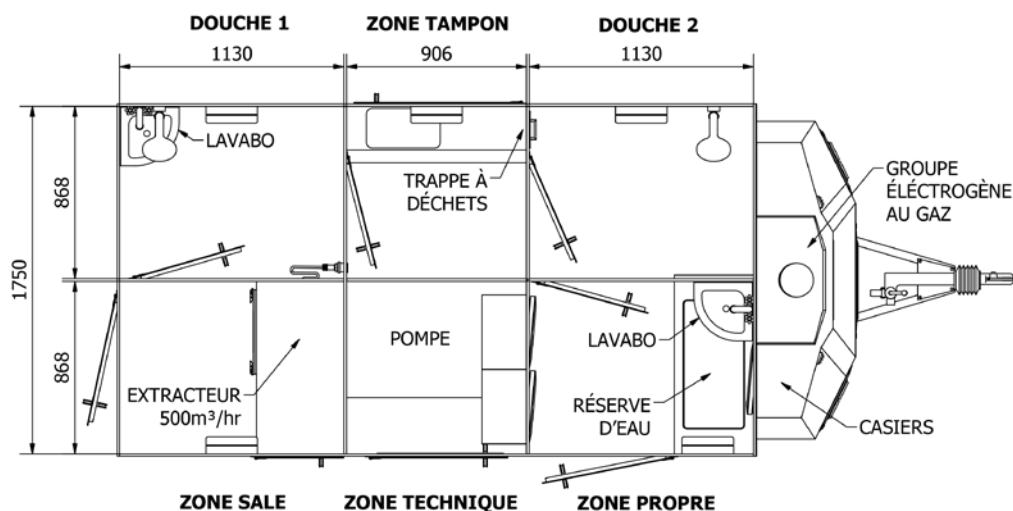 DOUCHE 1
ZONE TAMPON
DOUCHE 2
1130
906
1130
LAVABO
TRAPPE À
DÉCHETS
GROUPE
ÉLÉCTROGÈNE
AU GAZ
868
1750
868
POMPE
LAVABO
EXTRACTEUR
500m³/hr
RÉSERVE
D'EAU
CASIERS
ZONE SALE
ZONE TECHNIQUE
ZONE PROPRE